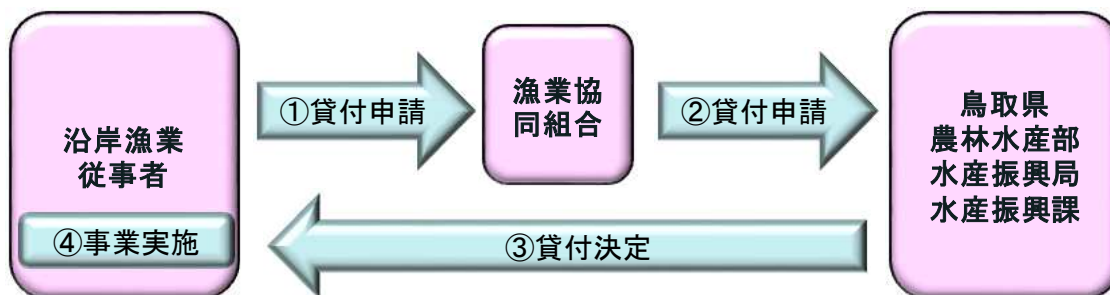 沿岸漁業
従事者
①貸付申請
漁業協
同組合
②貸付申請
鳥取県
農林水産部
水産振興局
水産振興課
③貸付決定
④事業実施